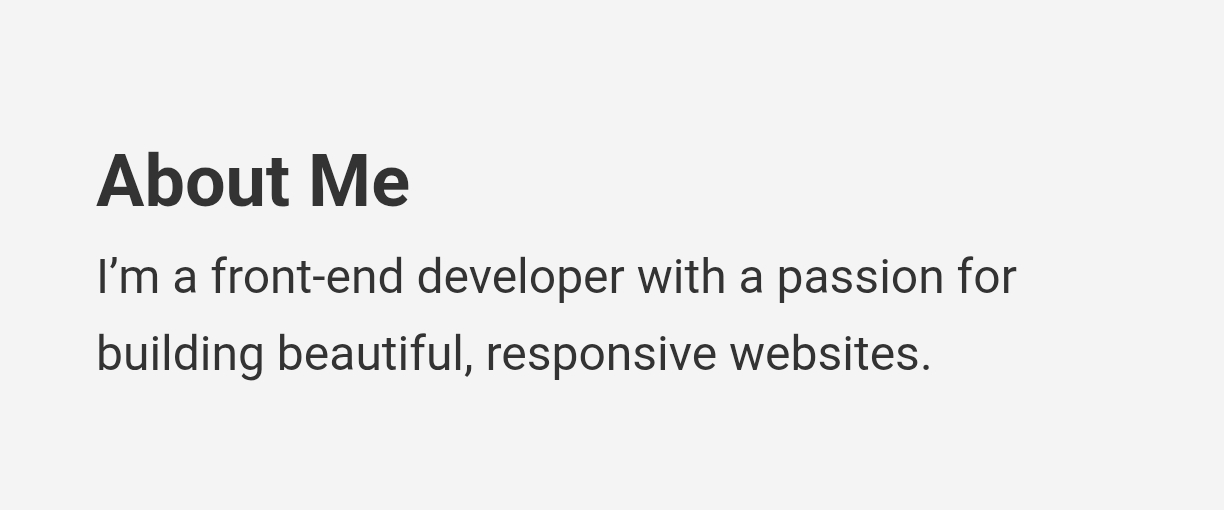 About Me
I’m a front-end developer with a passion for
building beautiful, responsive websites.